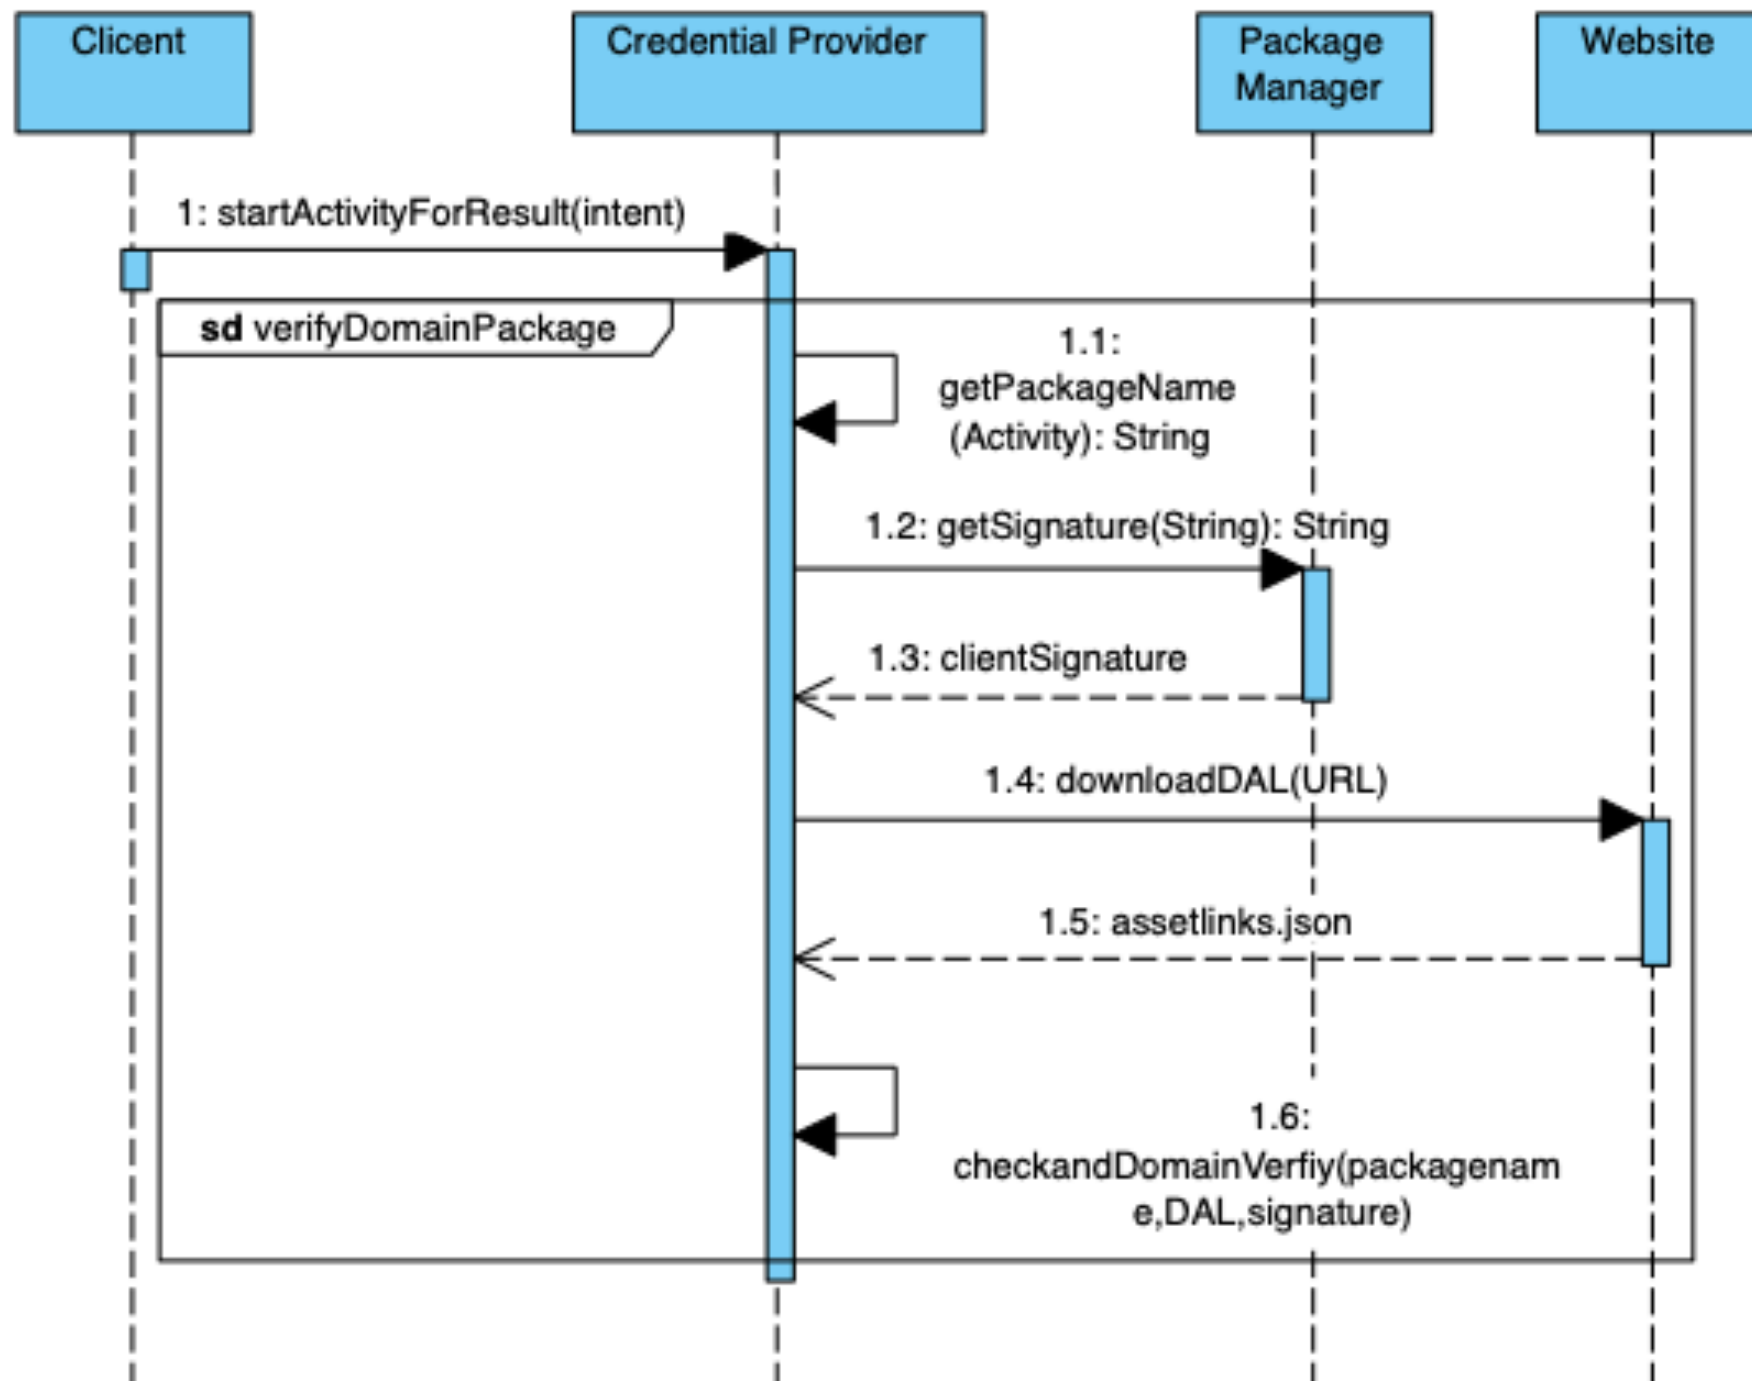 Clicent
Credential Provider
Package
Manager
Website
1: startActivityForResult(intent)
sd verifyDomainPackage
1.1:
getPackageName
(Activity): String
1.2: getSignature(String): String
1.3: clientSignature
1.4: downloadDAL(URL)
1.5: assetlinks.json
1.6:
checkandDomainVerfiy(packagenam
e,DAL,signature)